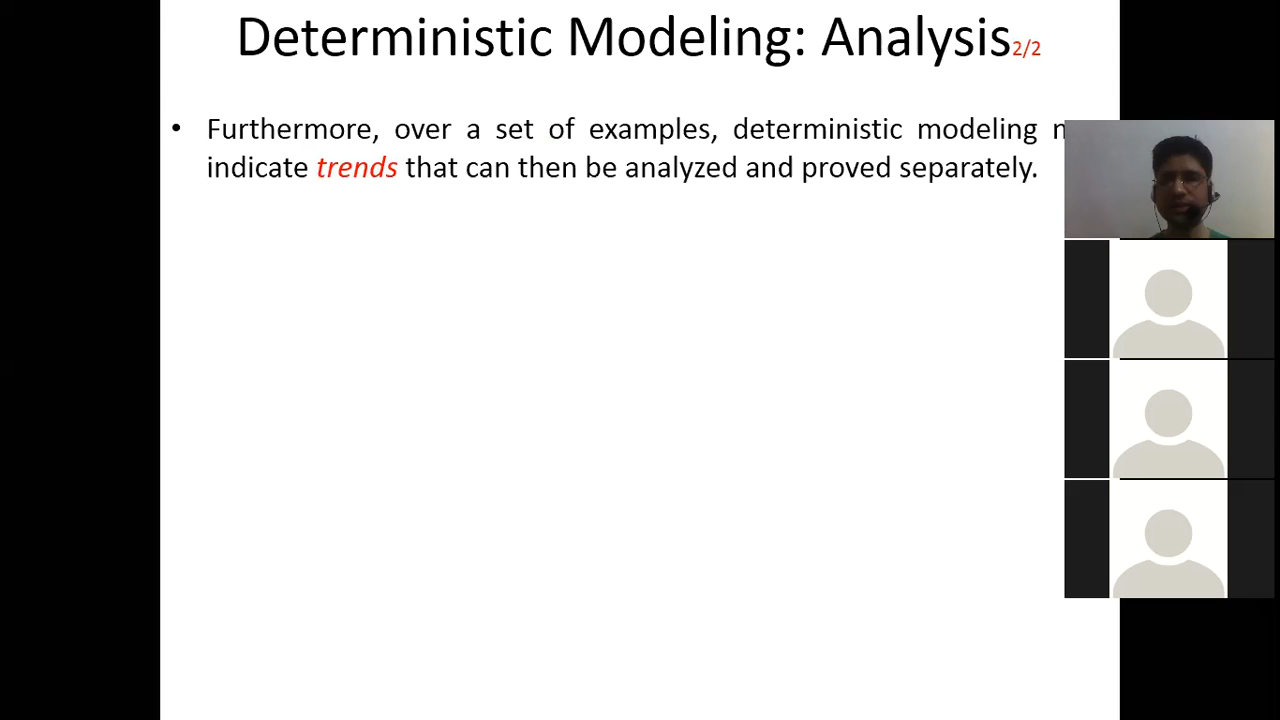 Deterministic Modeling: Analysis2/2
• Furthermore, over a set of examples, deterministic modeling
indicate trends that can then be analyzed and proved separately.